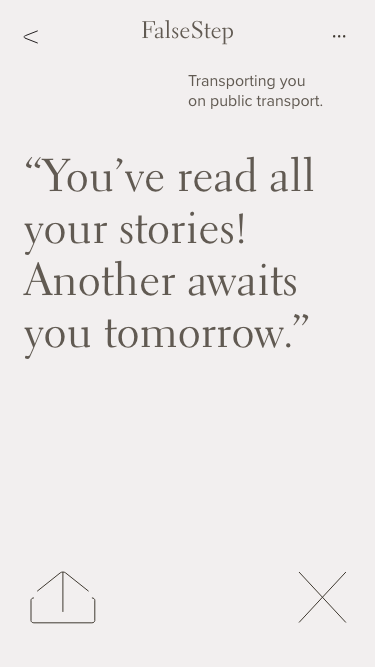 FalseStep
Transporting you
on public transport.
“You’ve read all
your stories!
Another awaits
you tomorrow.”